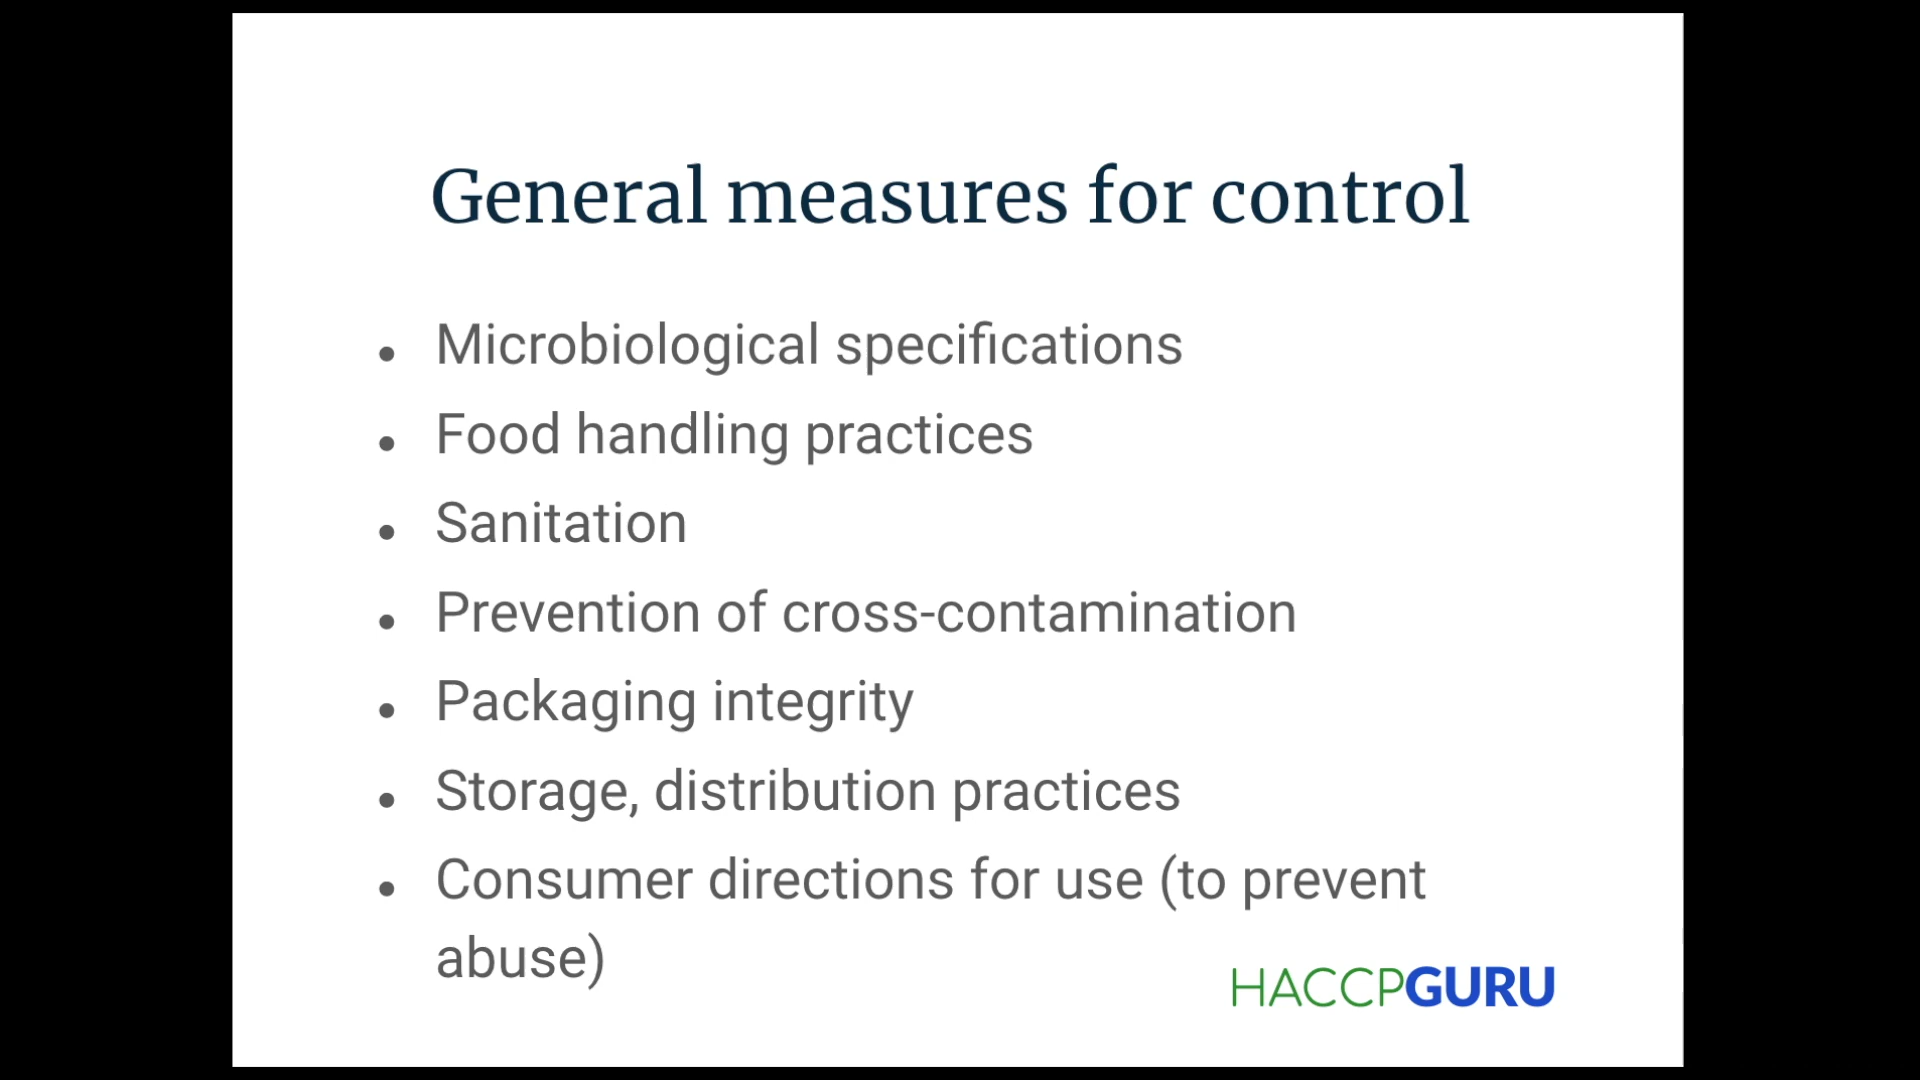 General measures for control
• Microbiological specifications
• Food handling practices
• Sanitation
• Prevention of cross-contamination
• Packaging integrity
• Storage, distribution practices
• Consumer directions for use (to prevent
abuse)
HACCPGURU